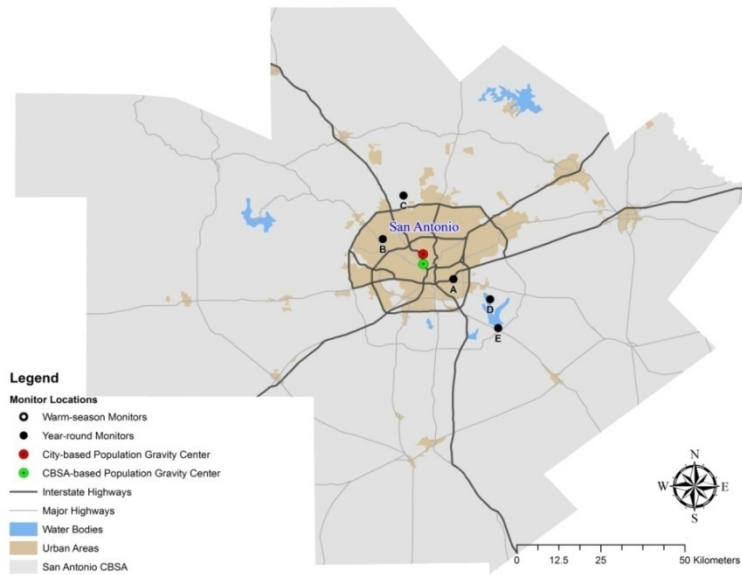 C
San Antonio
B
A
D
E
Legend
Monitor Locations
Warm-season Monitors
Year-round Monitors
City-based Population Gravity Center
CBSA-based Population Gravity Center
Interstate Highways
Major Highways
Water Bodies
Urban Areas
San Antonio CBSA
N
W E
S
0 12.5 25 50 Kilometers